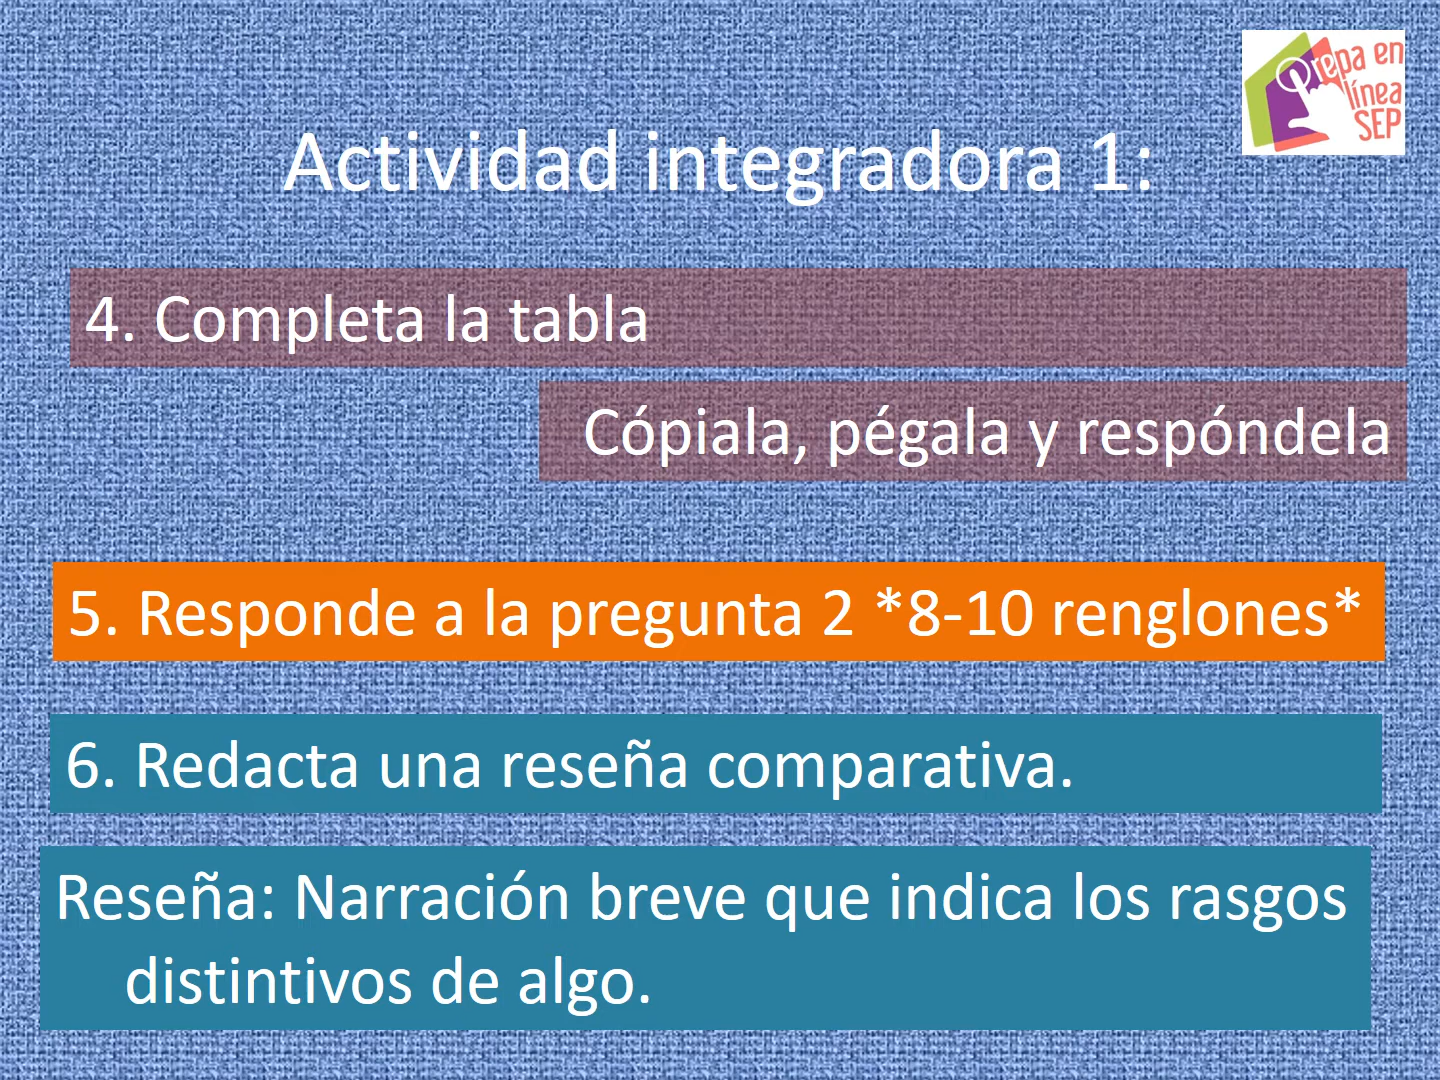 Prepa en
línea
SEP
Actividad integradora 1:
4. Completa la tabla
Cópiala, pégala y respóndela
5. Responde a la pregunta 2 *8-10 renglones*
6. Redacta una reseña comparativa.
Reseña: Narración breve que indica los rasgos
distintivos de algo.